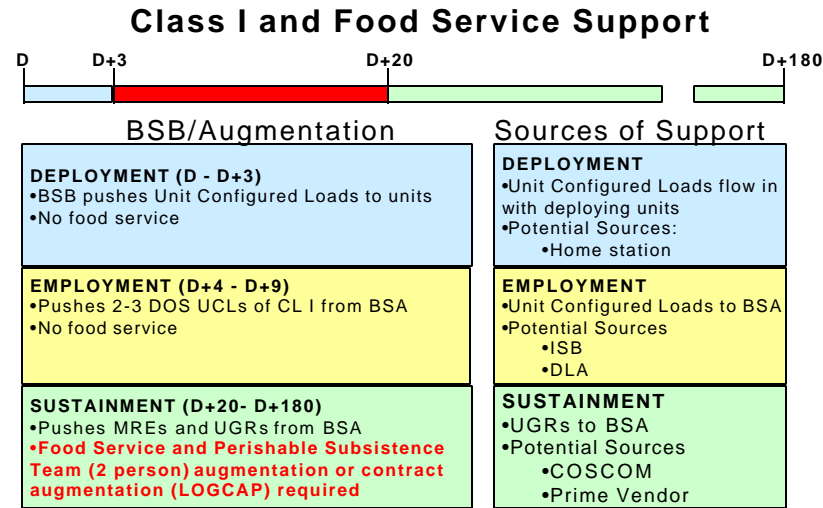 Class I and Food Service Support
D D+3 D+20 D+180
BSB/Augmentation
DEPLOYMENT (D - D+3)
•BSB pushes Unit Configured Loads to units
•No food service
EMPLOYMENT (D+4 - D+9)
•Pushes 2-3 DOS UCLs of CL I from BSA
•No food service
SUSTAINMENT (D+20- D+180)
•Pushes MREs and UGRs from BSA
•Food Service and Perishable Subsistence
Team (2 person) augmentation or contract
augmentation (LOGCAP) required
Sources of Support
DEPLOYMENT
•Unit Configured Loads flow in
with deploying units
•Potential Sources:
•Home station
EMPLOYMENT
•Unit Configured Loads to BSA
•Potential Sources
•ISB
•DLA
SUSTAINMENT
•UGRs to BSA
•Potential Sources
•COSCOM
•Prime Vendor